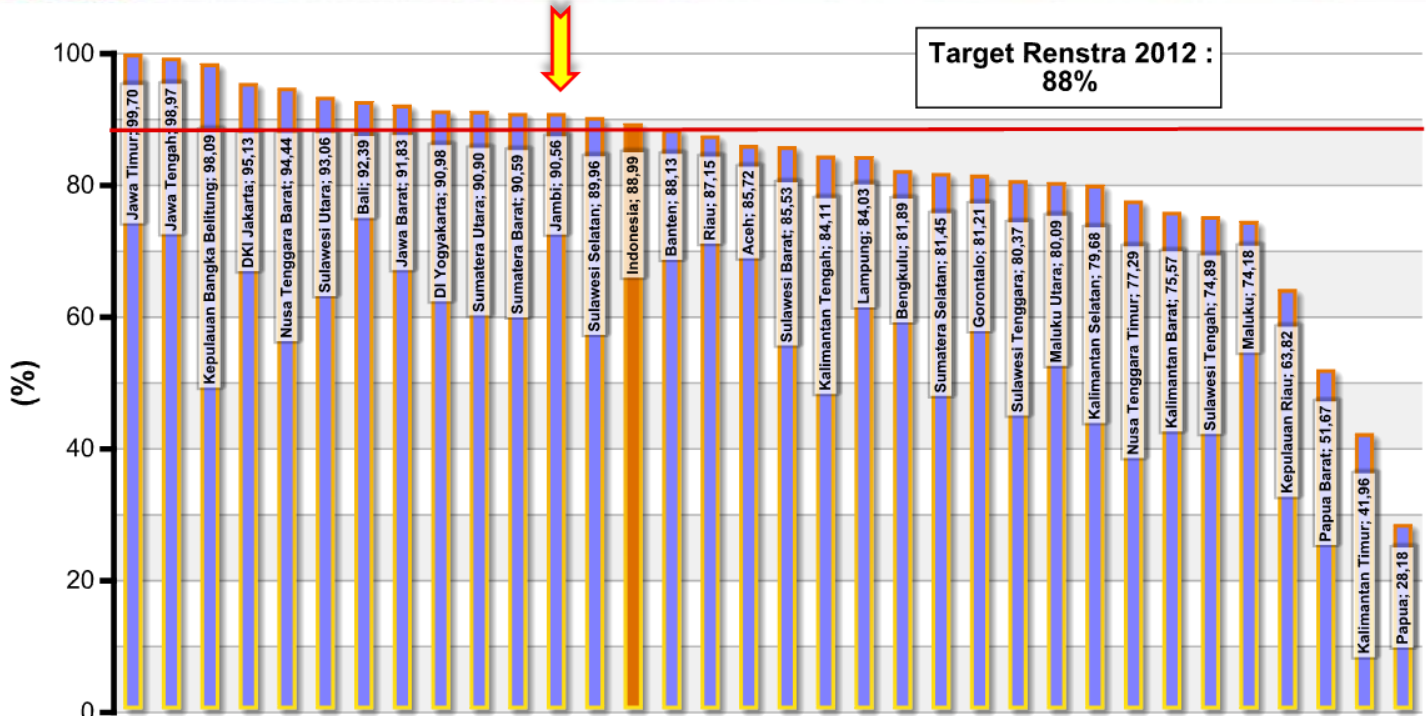 Target Renstra 2012 :
88%
(%)
100
80
60
40
20
0
Jawa Timur; 99,70
Jawa Tengah; 98,97
Kepulauan Bangka Belitung; 98,09
DKI Jakarta; 95,13
Nusa Tenggara Barat; 94,44
Sulawesi Utara; 93,06
Bali; 92,39
Jawa Barat; 91,83
DI Yogyakarta; 90,98
Sumatera Utara; 90,90
Sumatera Barat; 90,59
Jambi; 90,56
Sulawesi Selatan; 89,96
Indonesia; 88,99
Banten; 88,13
Riau; 87,15
Aceh; 85,72
Sulawesi Barat; 85,53
Kalimantan Tengah; 84,11
Lampung; 84,03
Bengkulu; 81,89
Sumatera Selatan; 81,45
Gorontalo; 81,21
Sulawesi Tenggara; 80,37
Maluku Utara; 80,09
Kalimantan Selatan; 79,68
Nusa Tenggara Timur; 77,29
Kalimantan Barat; 75,57
Sulawesi Tengah; 74,89
Maluku; 74,18
Kepulauan Riau; 63,82
Papua Barat; 51,67
Kalimantan Timur; 41,96
Papua; 28,18